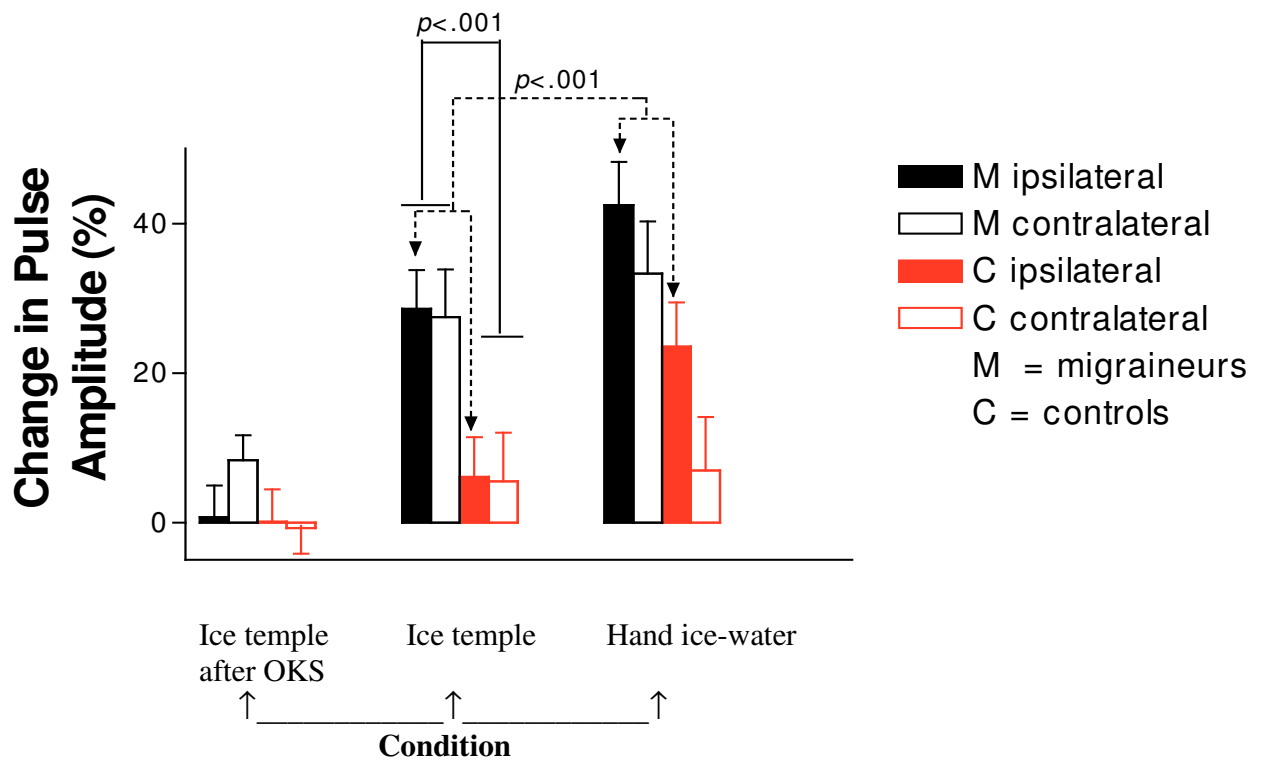 p<.001
p<.001
Change in Pulse
Amplitude (%)
40
20
0
M ipsilateral
M contralateral
C ipsilateral
C contralateral
M = migraineurs
C = controls
Ice temple
after OKS
Ice temple
Hand ice-water
Condition